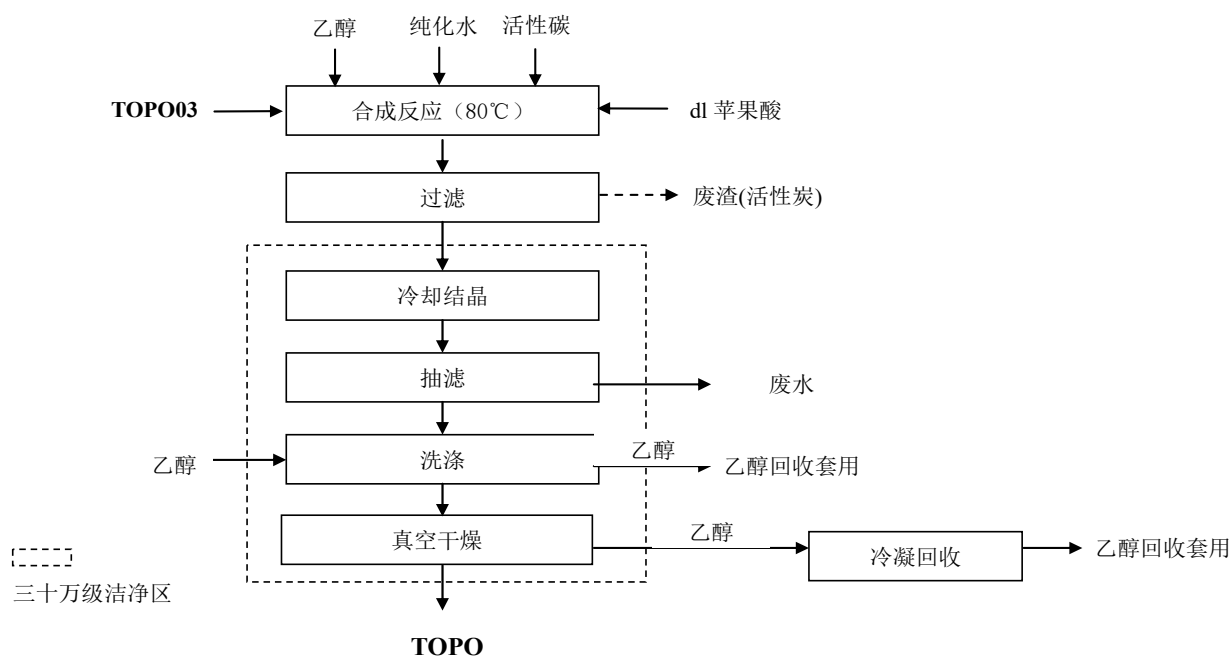 乙醇 纯化水 活性碳
TOPO03 合成反应（80℃） dl 苹果酸
过滤 废渣(活性炭)
冷却结晶
抽滤 废水
乙醇 洗涤 乙醇 乙醇回收套用
真空干燥 乙醇 冷凝回收 乙醇回收套用
三十万级洁净区
TOPO